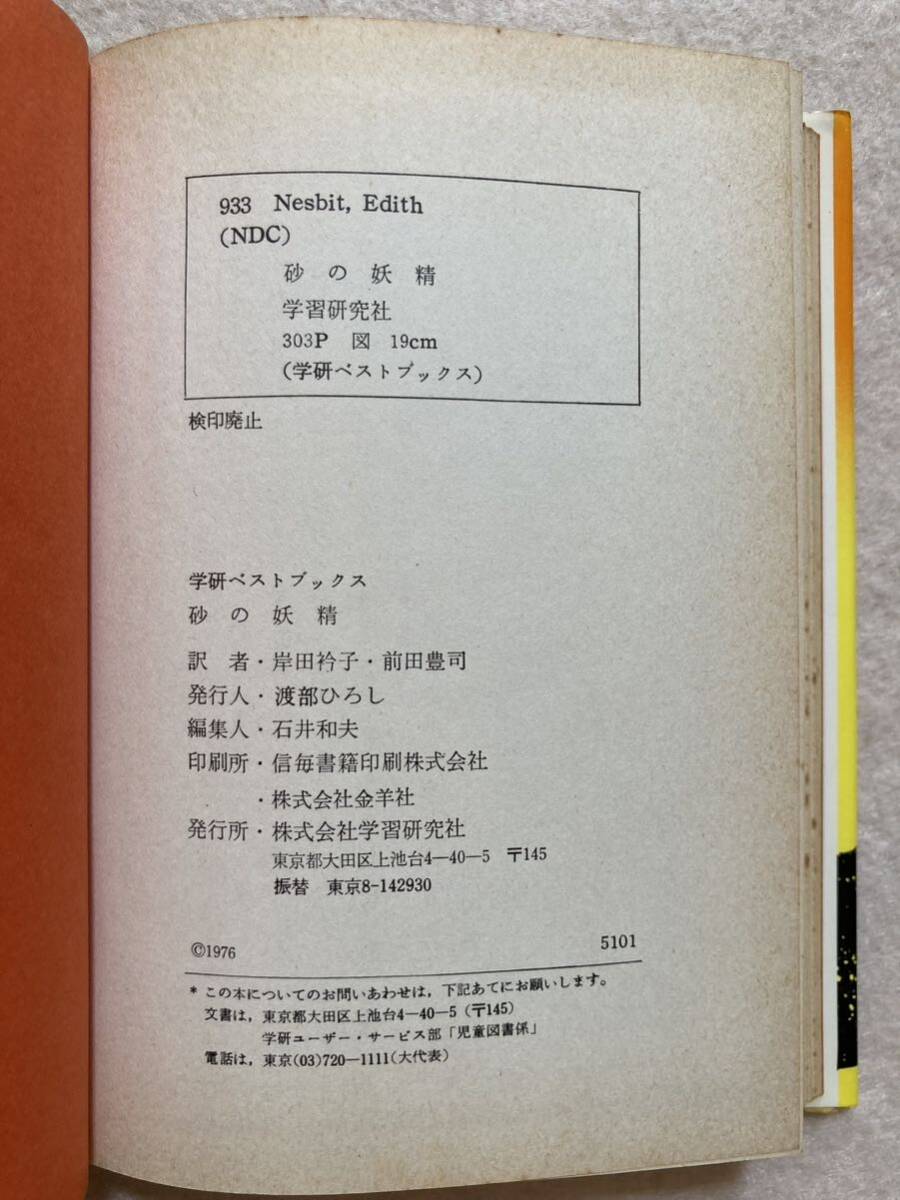 933 Nesbit, Edith
(NDC)
砂の妖精
学習研究社
303P 図 19cm
(学研ベストブックス)
検印廃止
学研ベストブックス
砂の妖精
訳者・岸田衿子・前田豊司
発行人・渡部ひろし
編集人・石井和夫
印刷所・信毎書籍印刷株式会社
・株式会社金羊社
発行所・株式会社学習研究社
東京都大田区上池台4―40―5 〒145
振替 東京8-142930
©1976 5101
* この本についてのお問いあわせは，下記あてにお願いします。
文書は，東京都大田区上池台4―40―5(〒145)
学研ユーザー・サービス部「児童図書係」
電話は，東京(03)720―1111(大代表)